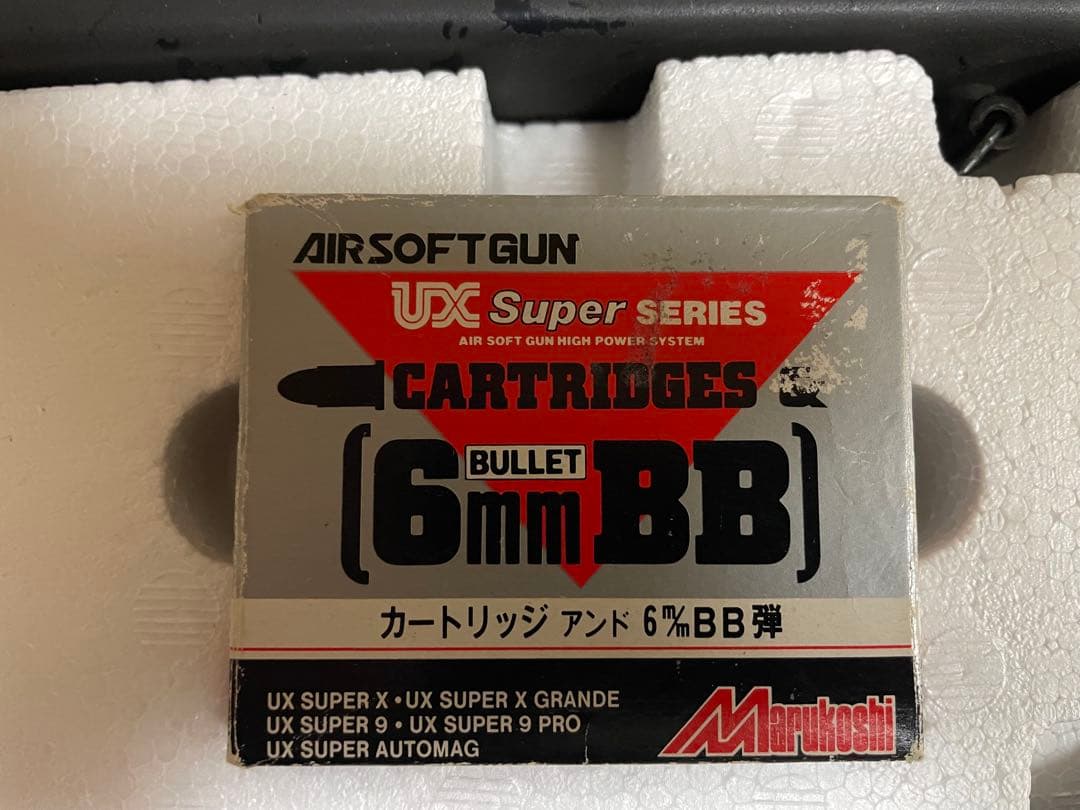 AIRSOFTGUN
UX Super SERIES
AIR SOFT GUN HIGH POWER SYSTEM
CARTRIDGES &
(6mm BULLET BB)
カートリッジ アンド 6m/mBB弾
UX SUPER X・UX SUPER X GRANDE
UX SUPER 9・UX SUPER 9 PRO
UX SUPER AUTOMAG
Marukoshi